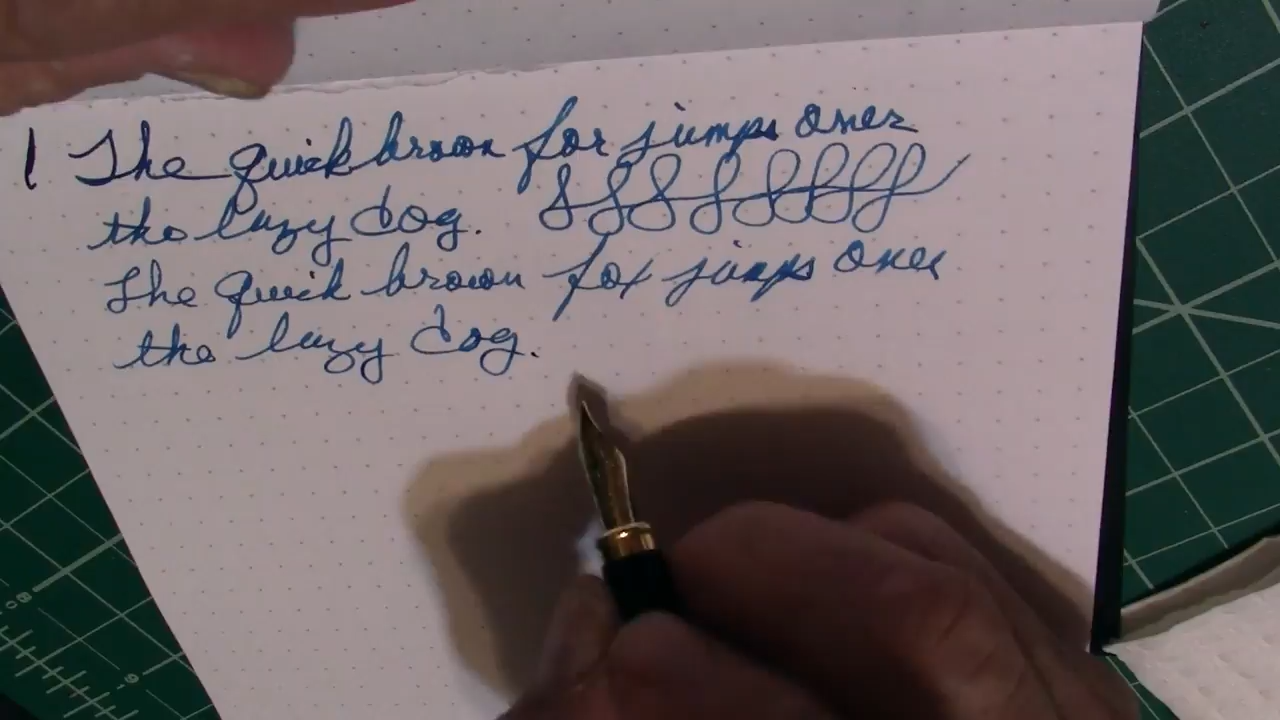 1 The quick brown fox jumps over
the lazy dog.
The quick brown fox jumps over
the lazy dog.